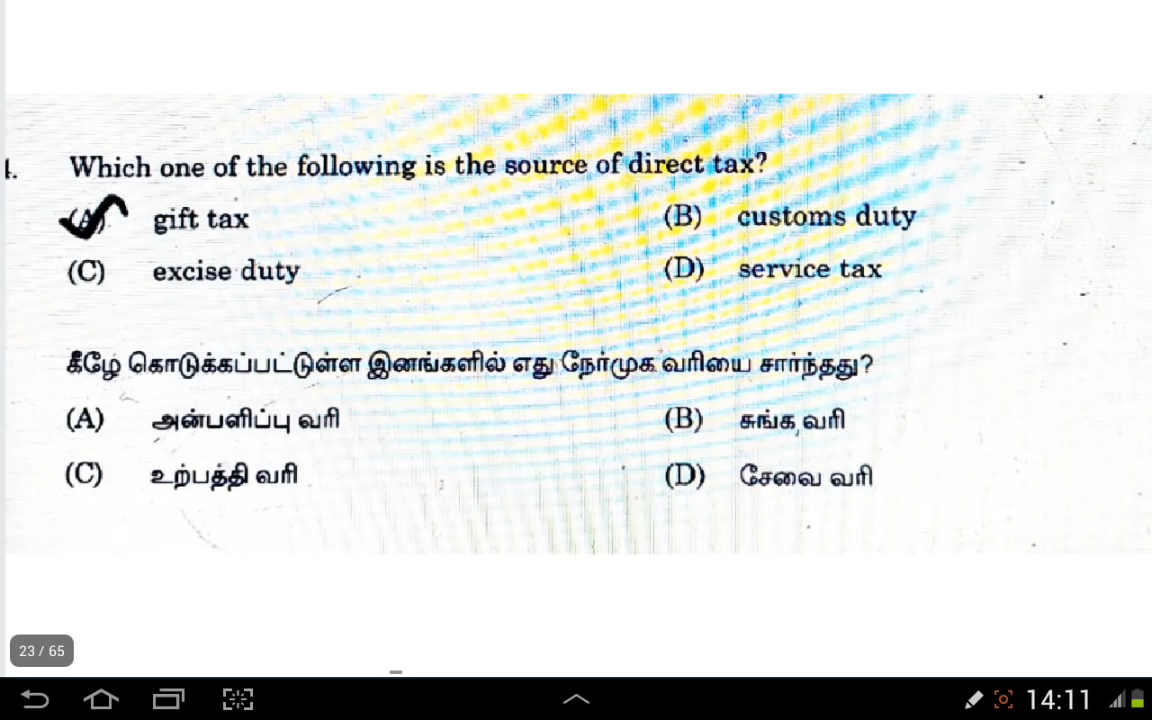 Which one of the following is the source of direct tax?
(A) gift tax (B) customs duty
(C) excise duty (D) service tax
கீழே கொடுக்கப்பட்டுள்ள இனங்களில் எது நேர்முக வரியை சார்ந்தது?
(A) அன்பளிப்பு வரி (B) சுங்க வரி
(C) உற்பத்தி வரி (D) சேவை வரி
23 / 65
14:11